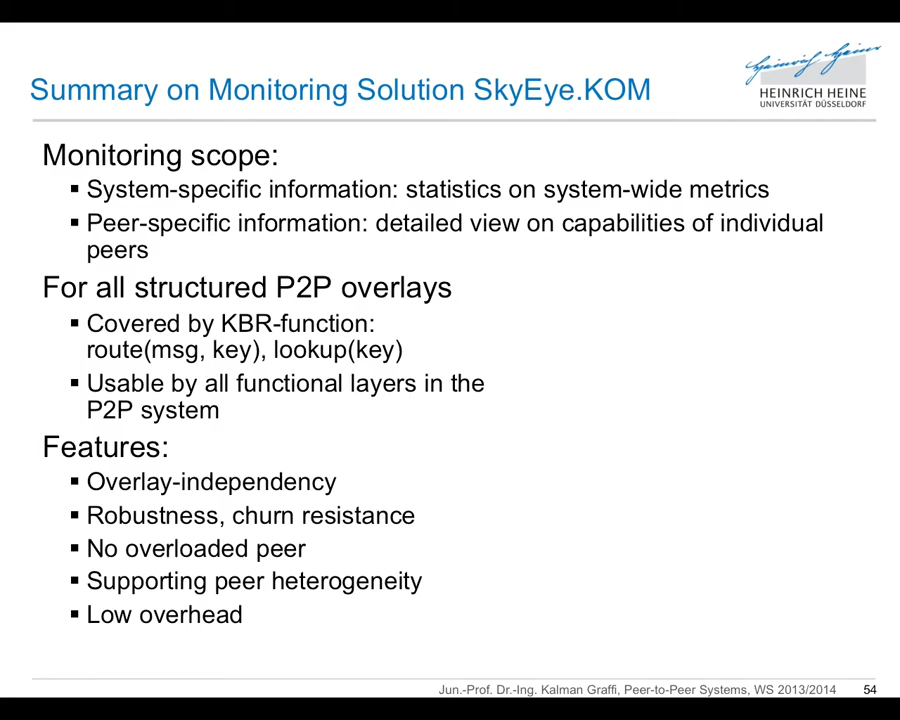 Summary on Monitoring Solution SkyEye.KOM
Heinrich Heine
HEINRICH HEINE
UNIVERSITÄT DÜSSELDORF
Monitoring scope:
▪ System-specific information: statistics on system-wide metrics
▪ Peer-specific information: detailed view on capabilities of individual
peers
For all structured P2P overlays
▪ Covered by KBR-function:
route(msg, key), lookup(key)
▪ Usable by all functional layers in the
P2P system
Features:
▪ Overlay-independency
▪ Robustness, churn resistance
▪ No overloaded peer
▪ Supporting peer heterogeneity
▪ Low overhead
Jun.-Prof. Dr.-Ing. Kalman Graffi, Peer-to-Peer Systems, WS 2013/2014 54